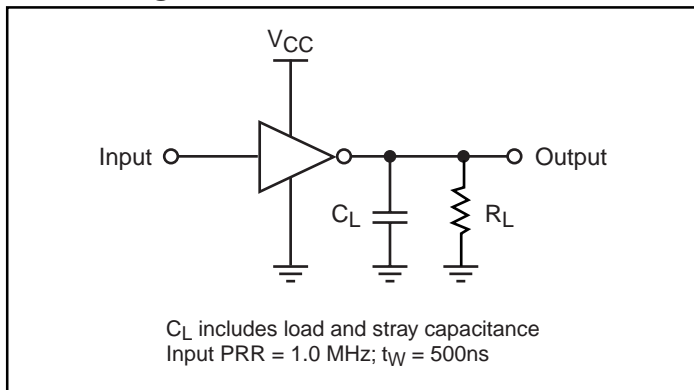 VCC
Input
Output
CL
RL
CL includes load and stray capacitance
Input PRR = 1.0 MHz; tW = 500ns